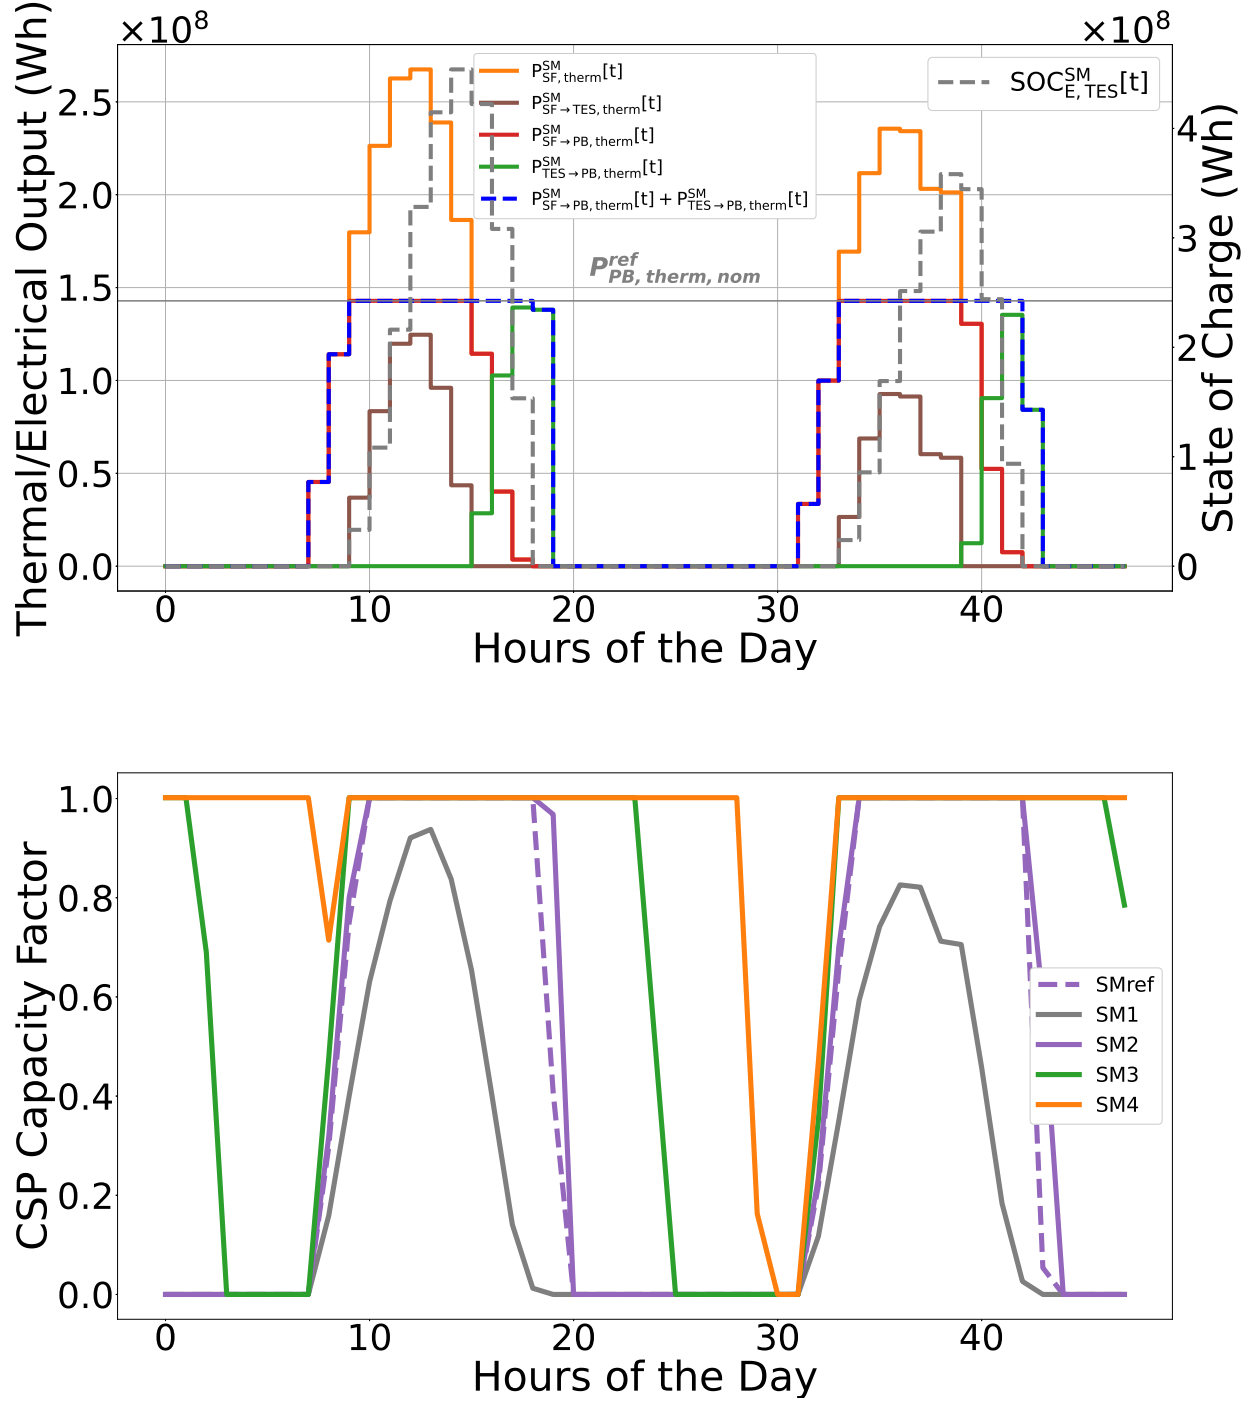 ×10⁸
×10⁸
Thermal/Electrical Output (Wh)
2.5
2.0
1.5
1.0
0.5
0.0
P^SM_SF, therm[t]
P^SM_SF→TES, therm[t]
P^SM_SF→PB, therm[t]
P^SM_TES→PB, therm[t]
P^SM_SF→PB, therm[t] + P^SM_TES→PB, therm[t]
SOC^SM_E, TES[t]
P^ref_PB, therm, nom
4
3
2
1
0
State of Charge (Wh)
0 10 20 30 40
Hours of the Day
CSP Capacity Factor
1.0
0.8
0.6
0.4
0.2
0.0
SMref
SM1
SM2
SM3
SM4
0 10 20 30 40
Hours of the Day